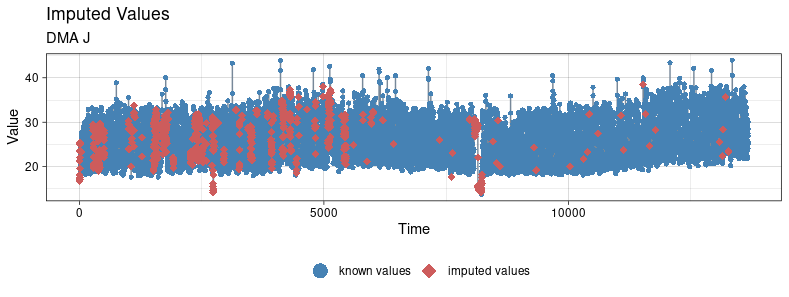 Imputed Values
DMA J
40
30
20
Value
0
5000
10000
Time
known values
imputed values